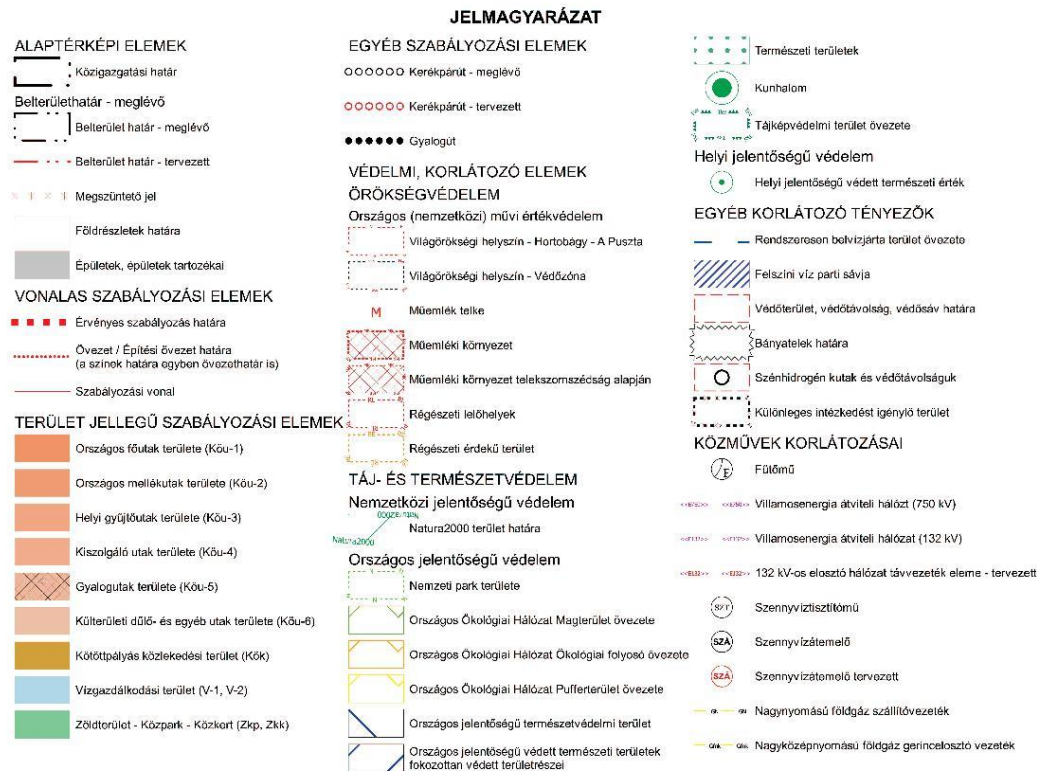 JELMAGYARÁZAT
ALAPTÉRKÉPI ELEMEK
Közigazgatási határ
Belterülethatár - meglévő
Belterület határ - meglévő
Belterület határ - tervezett
Megszüntető jel
Földrészletek határa
Épületek, épületek tartozékai
VONALAS SZABÁLYOZÁSI ELEMEK
Érvényes szabályozás határa
Övezet / Építési övezet határa
(a színek határa egyben övezethatár is)
Szabályozási vonal
TERÜLET JELLEGŰ SZABÁLYOZÁSI ELEMEK
Országos főutak területe (Köu-1)
Országos mellékutak területe (Köu-2)
Helyi gyűjtőutak területe (Köu-3)
Kiszolgáló utak területe (Köu-4)
Gyalogutak területe (Köu-5)
Külterületi dűlő- és egyéb utak területe (Köu-6)
Kötöttpályás közlekedési terület (Kök)
Vízgazdálkodási terület (V-1, V-2)
Zöldterület - Közpark - Közkert (Zkp, Zkk)
EGYÉB SZABÁLYOZÁSI ELEMEK
Kerékpárút - meglévő
Kerékpárút - tervezett
Gyalogút
VÉDELMI, KORLÁTOZÓ ELEMEK
ÖRÖKSÉGVÉDELEM
Országos (nemzetközi) művi értékvédelem
Világörökségi helyszín - Hortobágy - A Puszta
Világörökségi helyszín - Védőzóna
M
Műemlék telke
Műemléki környezet
Műemléki környezet telekszomszédság alapján
Régészeti lelőhelyek
Régészeti érdekű terület
TÁJ- ÉS TERMÉSZETVÉDELEM
Nemzetközi jelentőségű védelem
Natura2000
Natura2000 terület határa
Országos jelentőségű védelem
Nemzeti park területe
Országos Ökológiai Hálózat Magterület övezete
Országos Ökológiai Hálózat Ökológiai folyosó övezete
Országos Ökológiai Hálózat Pufferterület övezete
Országos jelentőségű természetvédelmi terület
Országos jelentőségű védett természeti területek
fokozottan védett területrészei
Természeti területek
Kunhalom
Tájképvédelmi terület övezete
Helyi jelentőségű védelem
Helyi jelentőségű védett természeti érték
EGYÉB KORLÁTOZÓ TÉNYEZŐK
Rendszeresen belvízjárta terület övezete
Felszíni víz parti sávja
Védőterület, védőtávolság, védősáv határa
Bányatelek határa
Szénhidrogén kutak és védőtávolságuk
Különleges intézkedést igénylő terület
KÖZMŰVEK KORLÁTOZÁSAI
F
Fűtőmű
Villamosenergia átviteli hálózt (750 kV)
Villamosenergia átviteli hálózat (132 kV)
132 kV-os elosztó hálózat távvezeték eleme - tervezett
SZT
Szennyvíztisztítómű
SZÁ
Szennyvízátemelő
SZÁ
Szennyvízátemelő tervezett
Nagynyomású földgáz szállítóvezeték
Nagyközépnyomású földgáz gerincelosztó vezeték